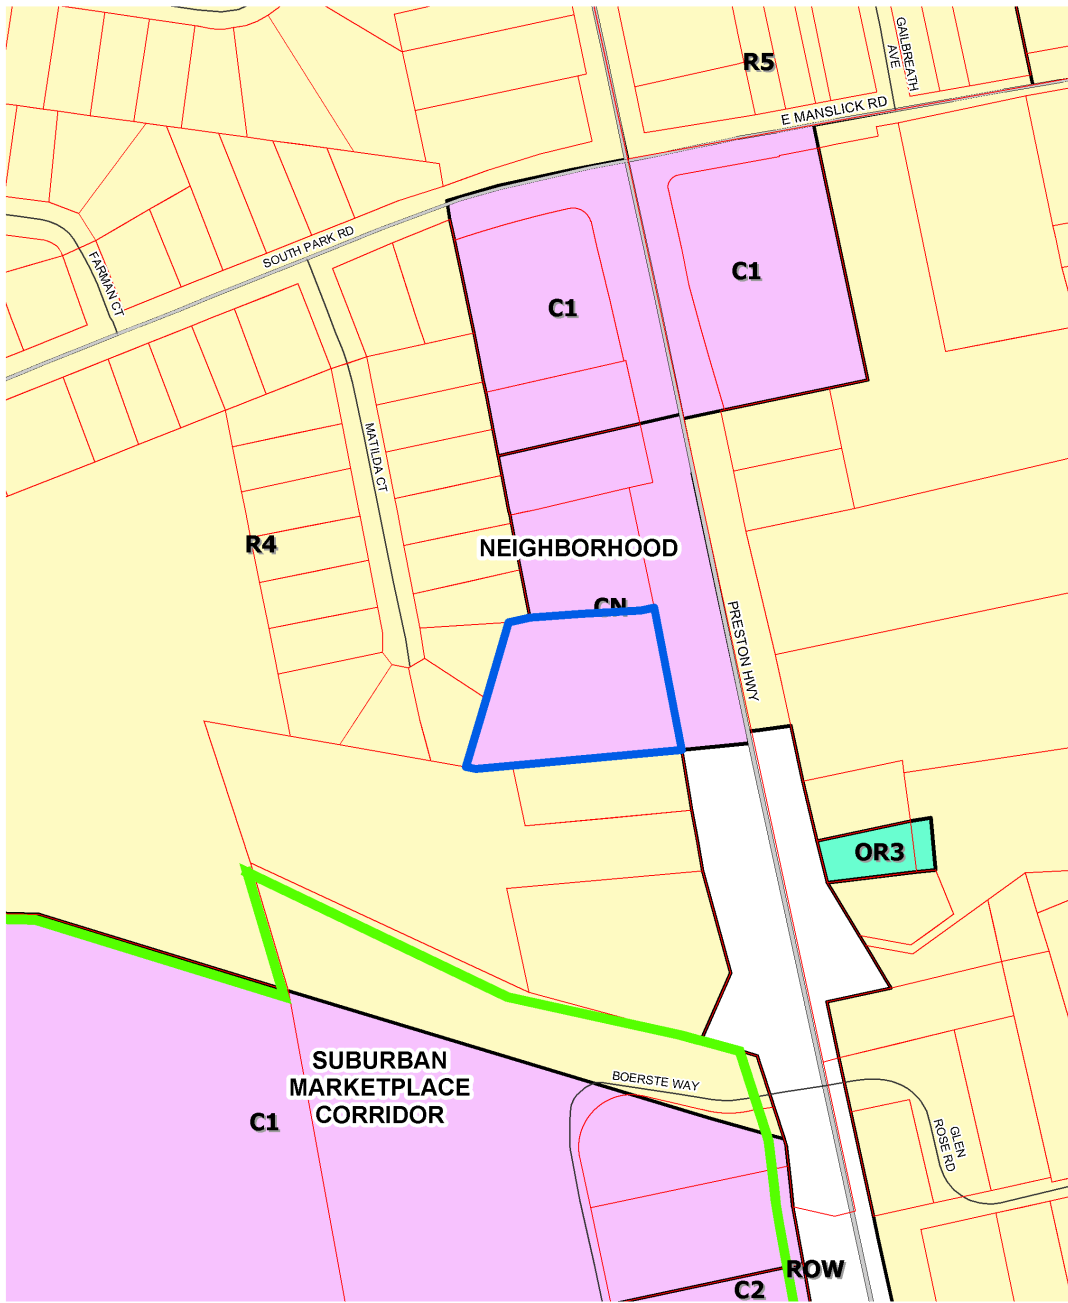 GAILBREATH
AVE
R5
E MANSLICK RD
SOUTH PARK RD
FARMAN CT
C1
C1
MATILDA CT
R4
NEIGHBORHOOD
CN
PRESTON HWY
OR3
SUBURBAN
MARKETPLACE
CORRIDOR
BOERSTE WAY
C1
GLEN
ROSE RD
ROW
C2